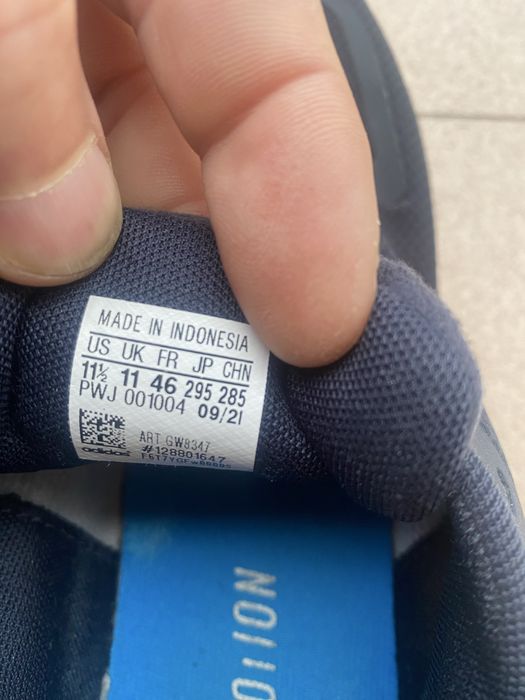 MADE IN INDONESIA
US UK FR JP CHN
11½ 11 46 295 285
PWJ 001004 09/21
ART GW8347
adidas #128801647